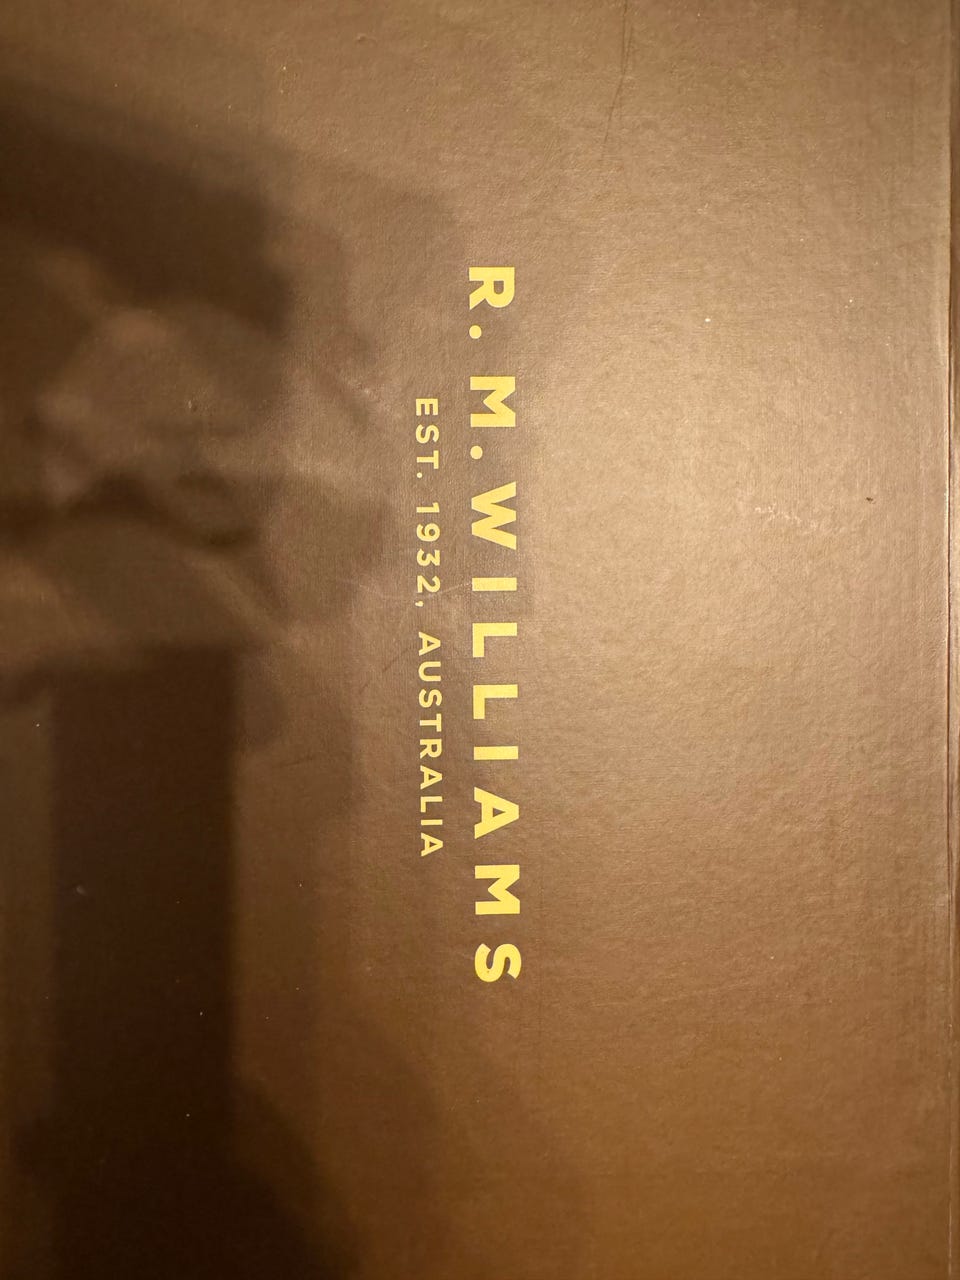 R. M. WILLIAMS
EST. 1932, AUSTRALIA